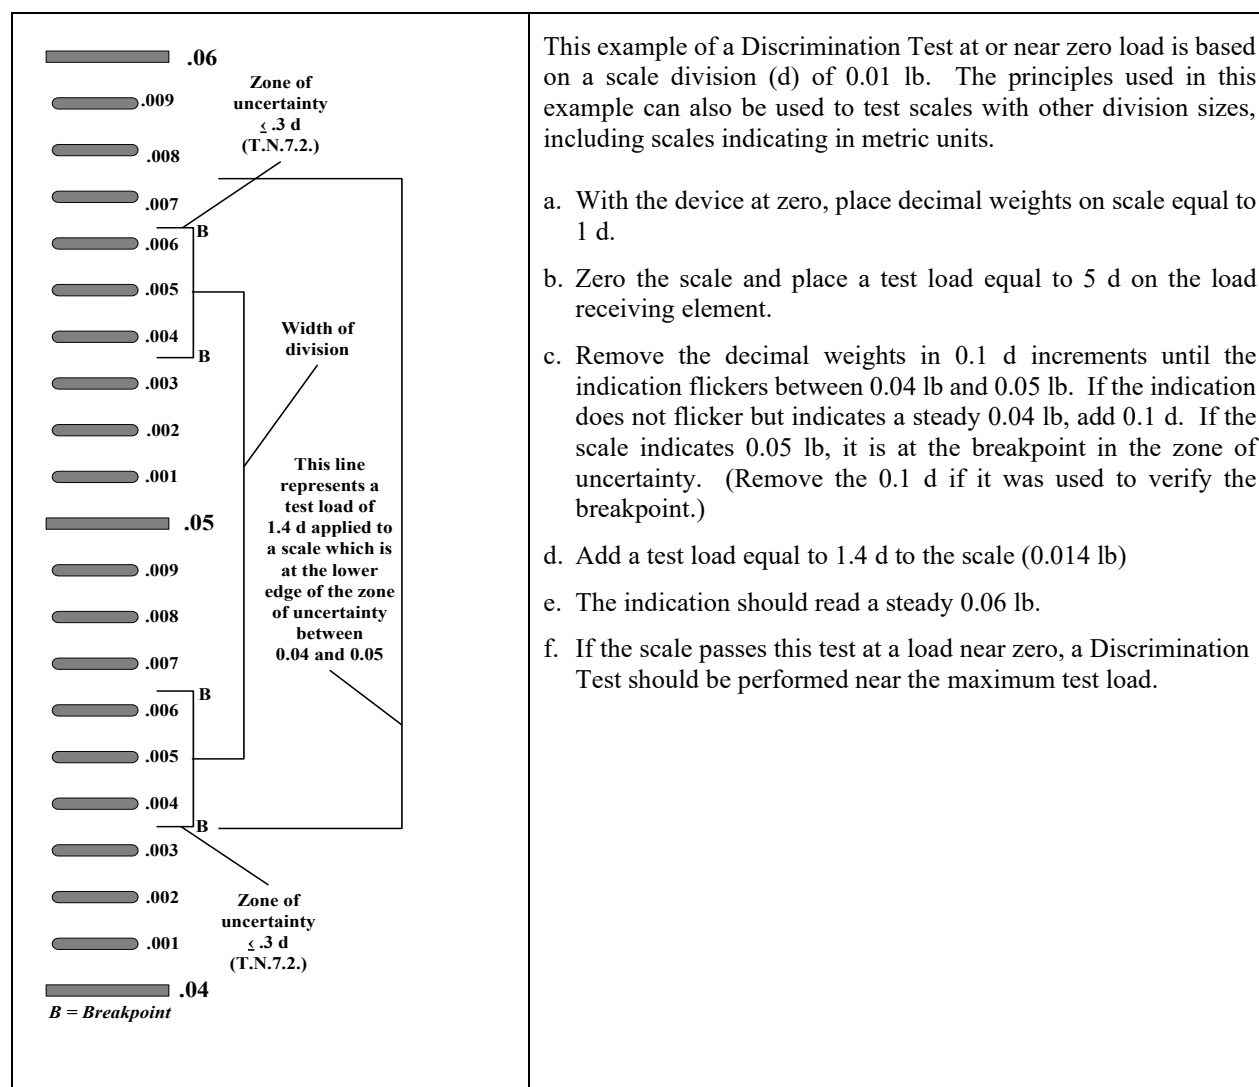 .06
.009
.008
.007
.006
.005
.004
.003
.002
.001
.05
.009
.008
.007
.006
.005
.004
.003
.002
.001
.04
B = Breakpoint
Zone of
uncertainty
≤ .3 d
(T.N.7.2.)
B
B
Width of
division
This line
represents a
test load of
1.4 d applied to
a scale which is
at the lower
edge of the zone
of uncertainty
between
0.04 and 0.05
B
B
Zone of
uncertainty
≤ .3 d
(T.N.7.2.)
This example of a Discrimination Test at or near zero load is based
on a scale division (d) of 0.01 lb. The principles used in this
example can also be used to test scales with other division sizes,
including scales indicating in metric units.
a. With the device at zero, place decimal weights on scale equal to
1 d.
b. Zero the scale and place a test load equal to 5 d on the load
receiving element.
c. Remove the decimal weights in 0.1 d increments until the
indication flickers between 0.04 lb and 0.05 lb. If the indication
does not flicker but indicates a steady 0.04 lb, add 0.1 d. If the
scale indicates 0.05 lb, it is at the breakpoint in the zone of
uncertainty. (Remove the 0.1 d if it was used to verify the
breakpoint.)
d. Add a test load equal to 1.4 d to the scale (0.014 lb)
e. The indication should read a steady 0.06 lb.
f. If the scale passes this test at a load near zero, a Discrimination
Test should be performed near the maximum test load.